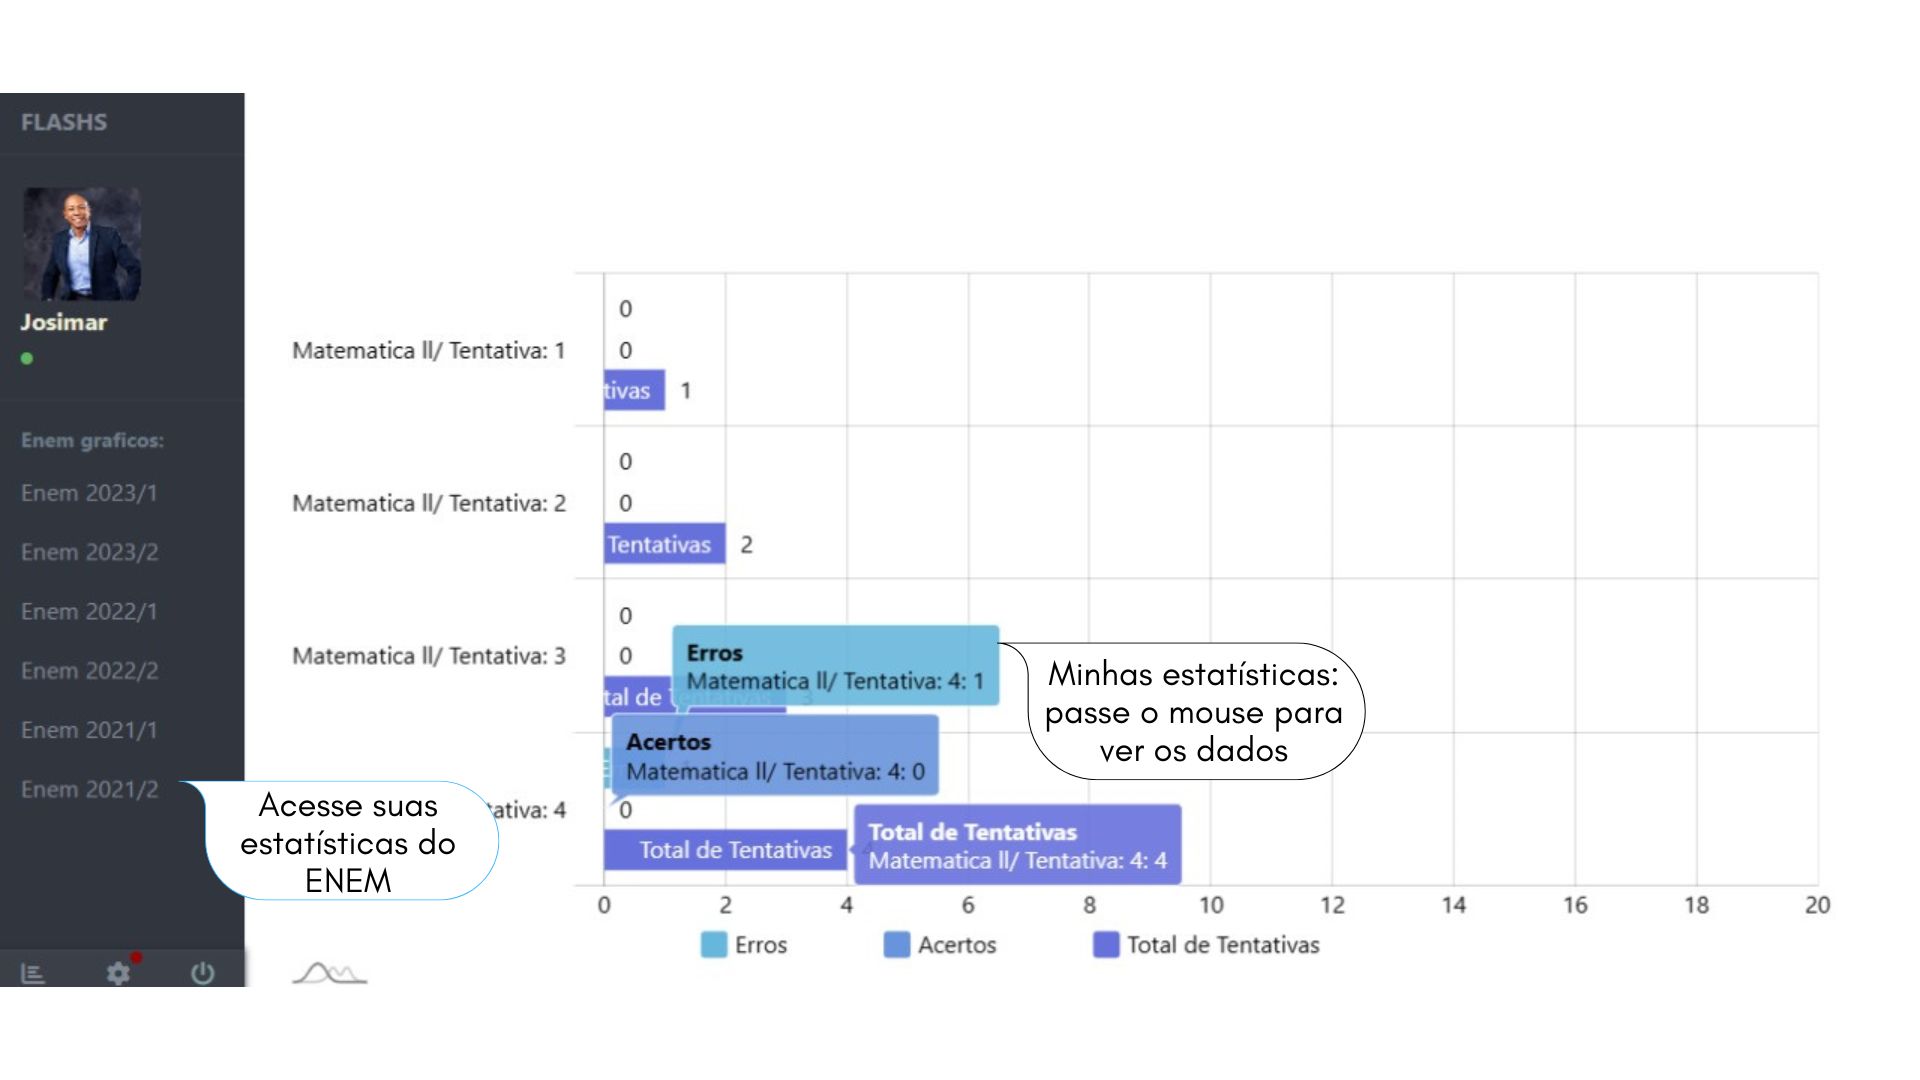 FLASHS
Josimar
Enem graficos:
Enem 2023/1
Enem 2023/2
Enem 2022/1
Enem 2022/2
Enem 2021/1
Enem 2021/2
Acesse suas
estatísticas do
ENEM
Matematica ll/ Tentativa: 1
0
0
tivas 1
Matematica ll/ Tentativa: 2
0
0
Tentativas 2
Matematica ll/ Tentativa: 3
0
0
tal de Tentativas 3
Erros
Matematica ll/ Tentativa: 4: 1
Minhas estatísticas:
passe o mouse para
ver os dados
Acertos
Matematica ll/ Tentativa: 4: 0
tativa: 4
0
Total de Tentativas 4
Total de Tentativas
Matematica ll/ Tentativa: 4: 4
0 2 4 6 8 10 12 14 16 18 20
Erros Acertos Total de Tentativas